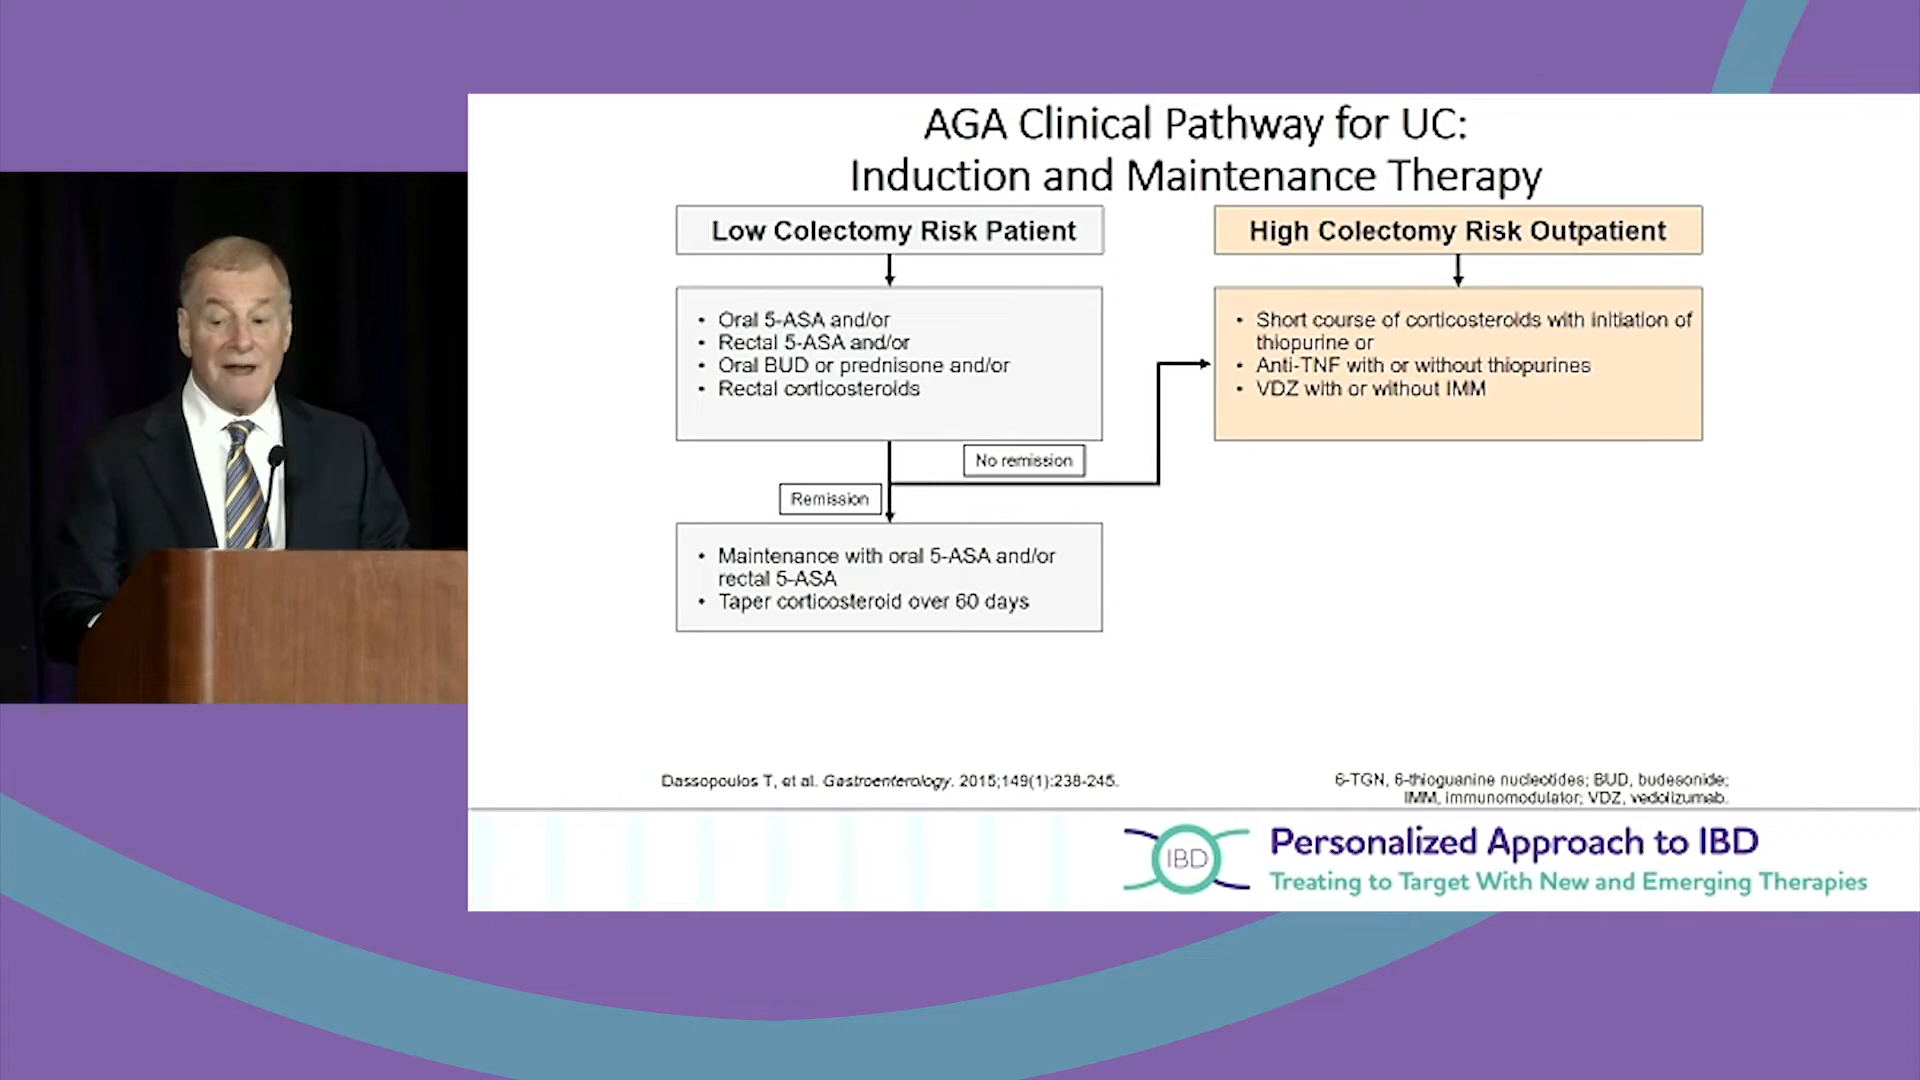 AGA Clinical Pathway for UC:
Induction and Maintenance Therapy
Low Colectomy Risk Patient
• Oral 5-ASA and/or
• Rectal 5-ASA and/or
• Oral BUD or prednisone and/or
• Rectal corticosteroids
No remission
Remission
• Maintenance with oral 5-ASA and/or
rectal 5-ASA
• Taper corticosteroid over 60 days
High Colectomy Risk Outpatient
• Short course of corticosteroids with initiation of
thiopurine or
• Anti-TNF with or without thiopurines
• VDZ with or without IMM
Dassopoulos T, et al. Gastroenterology. 2015;149(1):238-245.
6-TGN, 6-thioguanine nucleotides; BUD, budesonide;
IMM, immunomodulator; VDZ, vedolizumab.
IBD
Personalized Approach to IBD
Treating to Target With New and Emerging Therapies